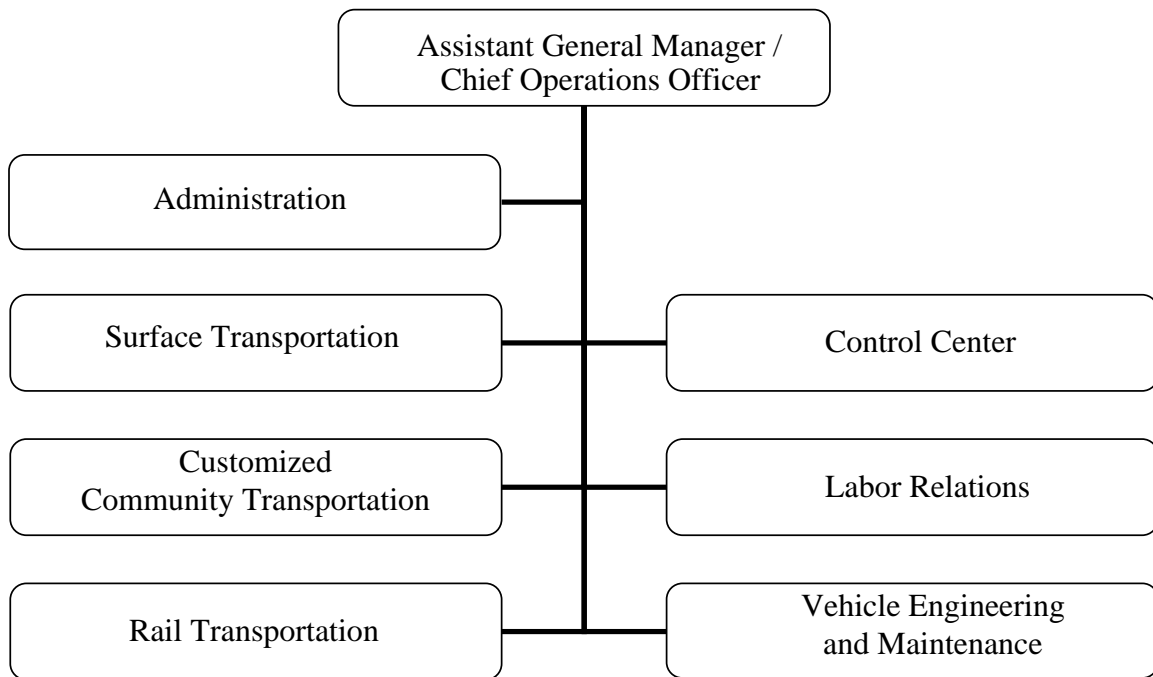 Assistant General Manager /
Chief Operations Officer
Administration
Surface Transportation
Control Center
Customized
Community Transportation
Labor Relations
Rail Transportation
Vehicle Engineering
and Maintenance